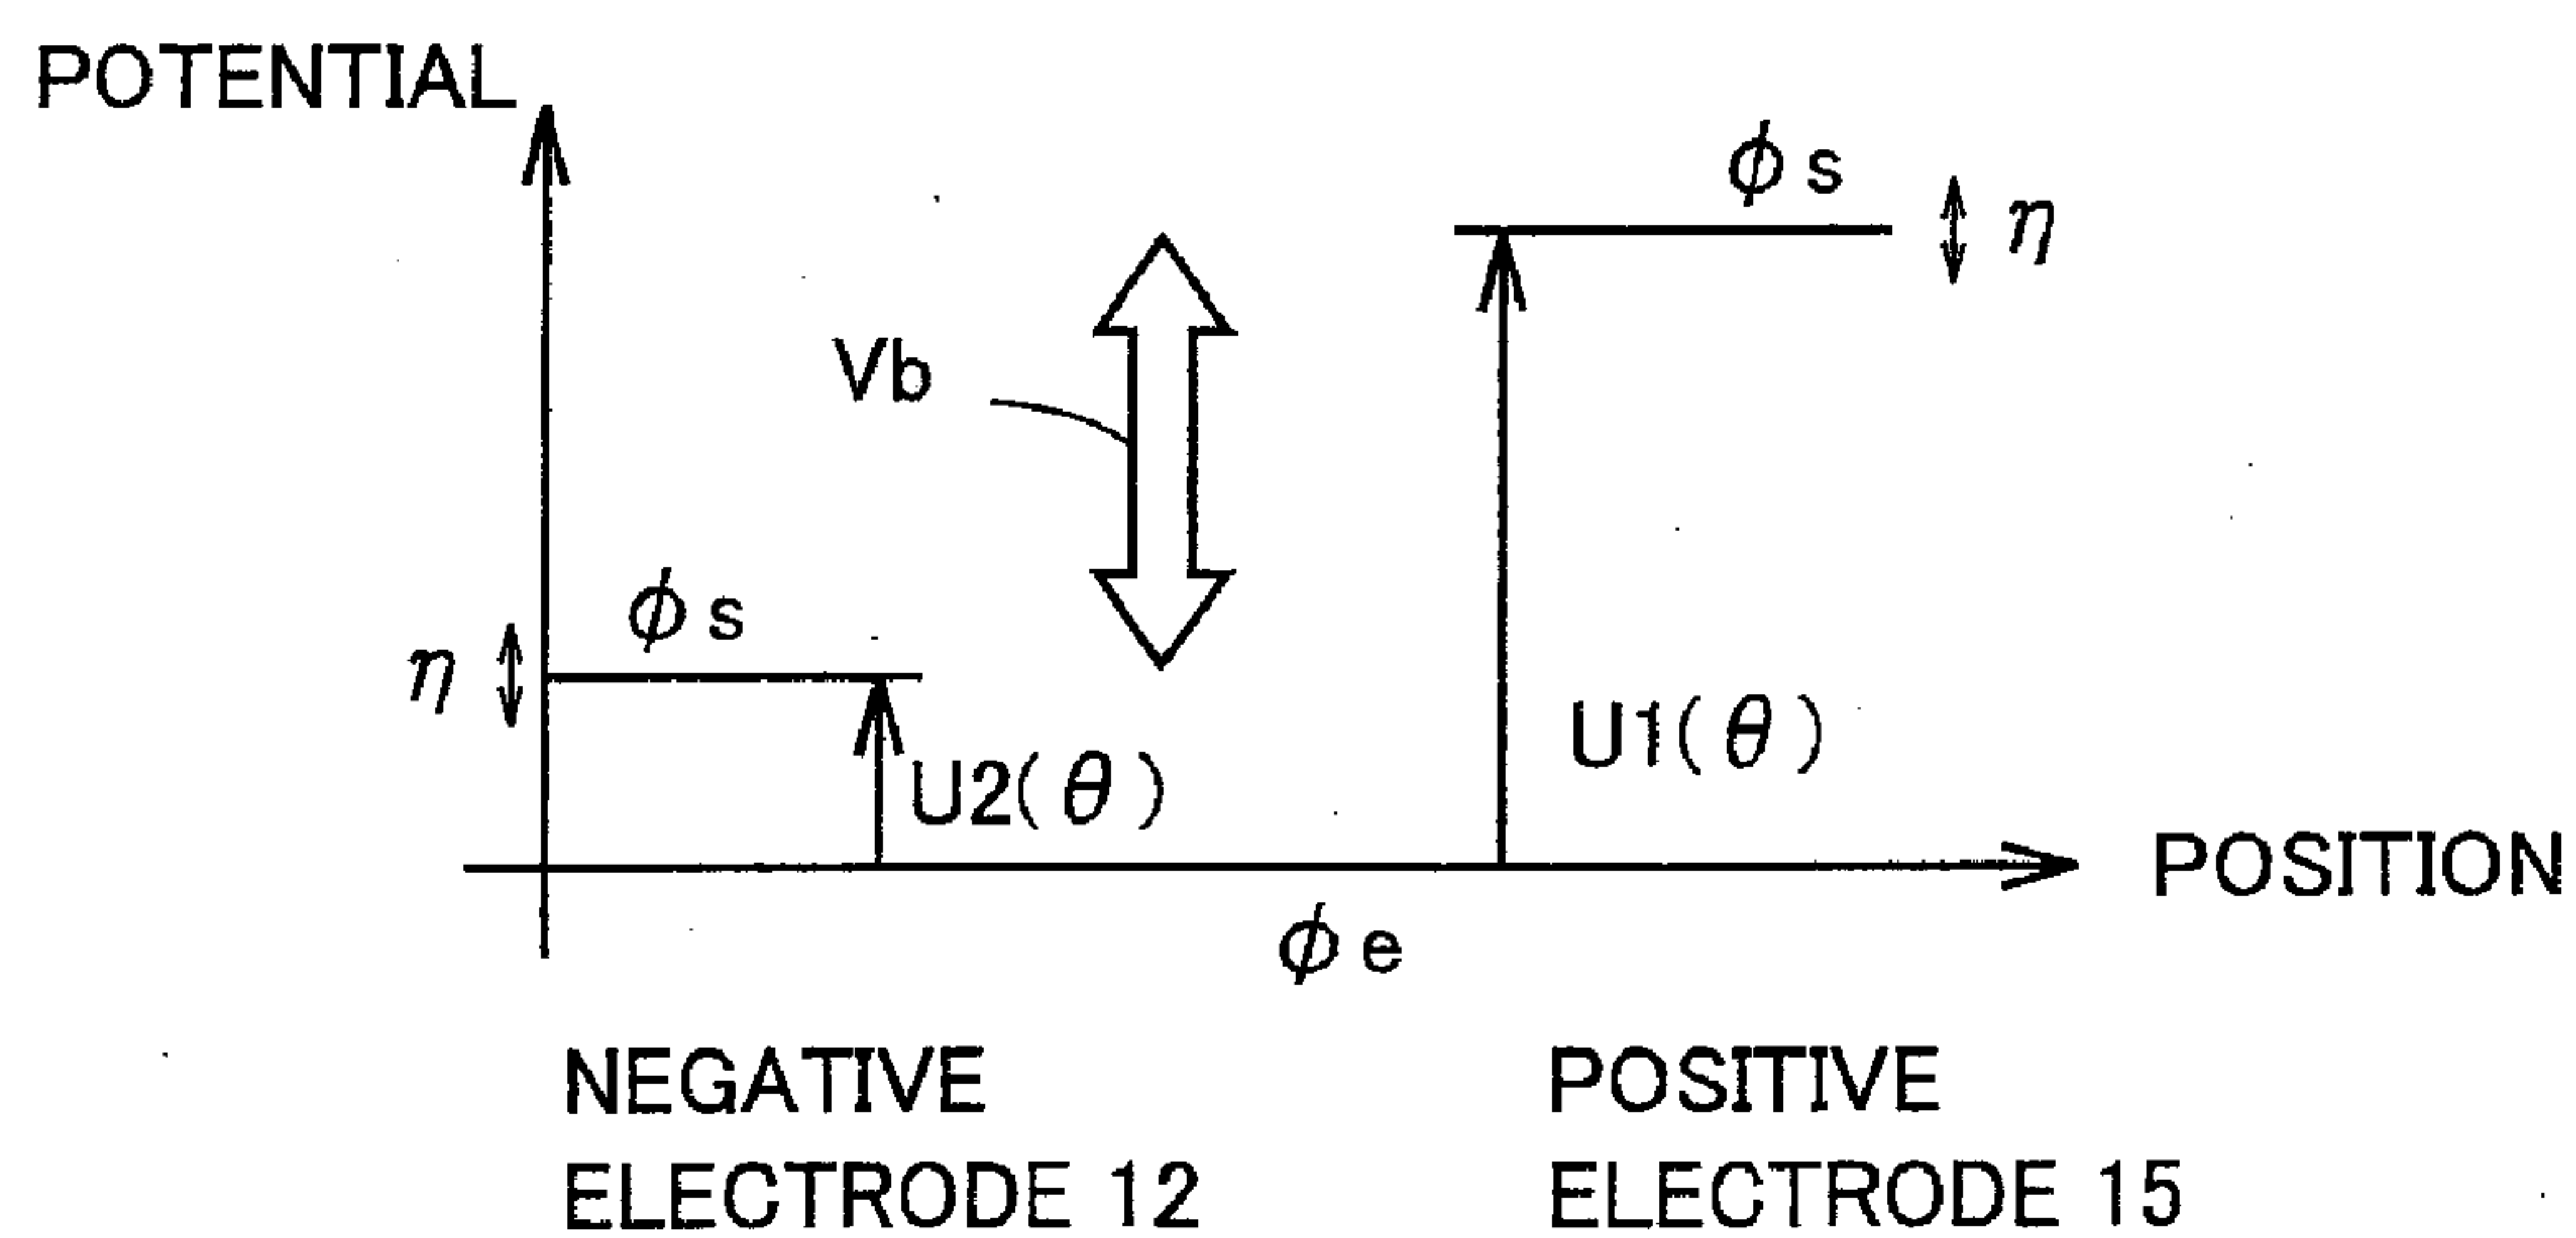 POTENTIAL
ϕs
η
Vb
ϕs
η
U2(θ)
U1(θ)
POSITION
ϕe
NEGATIVE
ELECTRODE 12
POSITIVE
ELECTRODE 15